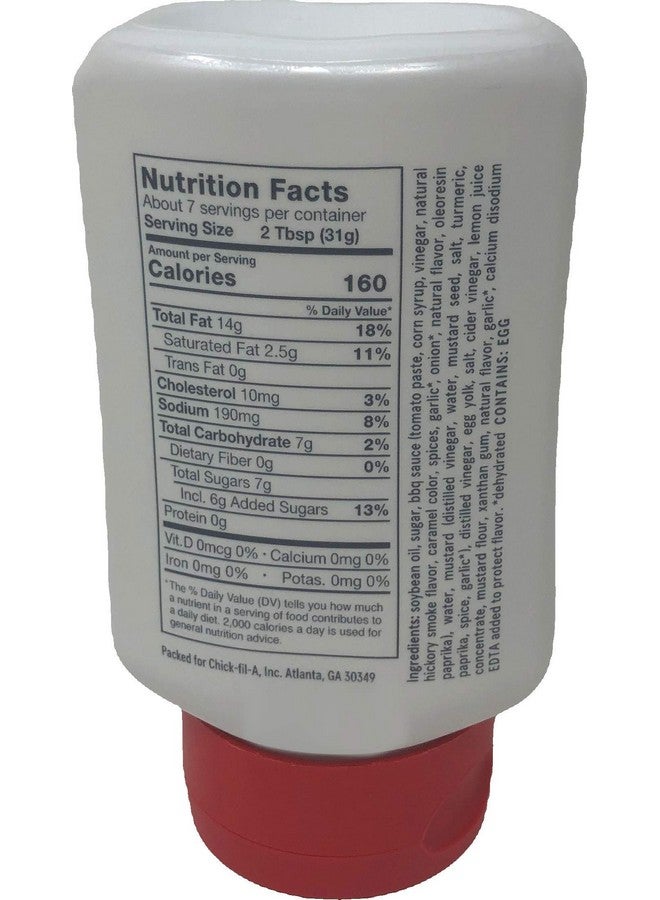 Nutrition Facts
About 7 servings per container
Serving Size 2 Tbsp (31g)
Amount per Serving
Calories 160
% Daily Value*
Total Fat 14g 18%
Saturated Fat 2.5g 11%
Trans Fat 0g
Cholesterol 10mg 3%
Sodium 190mg 8%
Total Carbohydrate 7g 2%
Dietary Fiber 0g 0%
Total Sugars 7g
Incl. 6g Added Sugars 13%
Protein 0g
Vit.D 0mcg 0% · Calcium 0mg 0%
Iron 0mg 0% · Potas. 0mg 0%
*The % Daily Value (DV) tells you how much
a nutrient in a serving of food contributes to
a daily diet. 2,000 calories a day is used for
general nutrition advice.
Packed for Chick-fil-A, Inc. Atlanta, GA 30349
Ingredients: soybean oil, sugar, bbq sauce (tomato paste, corn syrup, vinegar, natural
hickory smoke flavor, caramel color, spices, garlic*, onion*, natural flavor, oleoresin
paprika), water, mustard (distilled vinegar, water, mustard seed, salt, turmeric,
paprika, spice, garlic*), distilled vinegar, egg yolk, salt, cider vinegar, lemon juice
concentrate, mustard flour, xanthan gum, natural flavor, garlic*, calcium disodium
EDTA added to protect flavor. *dehydrated CONTAINS: EGG